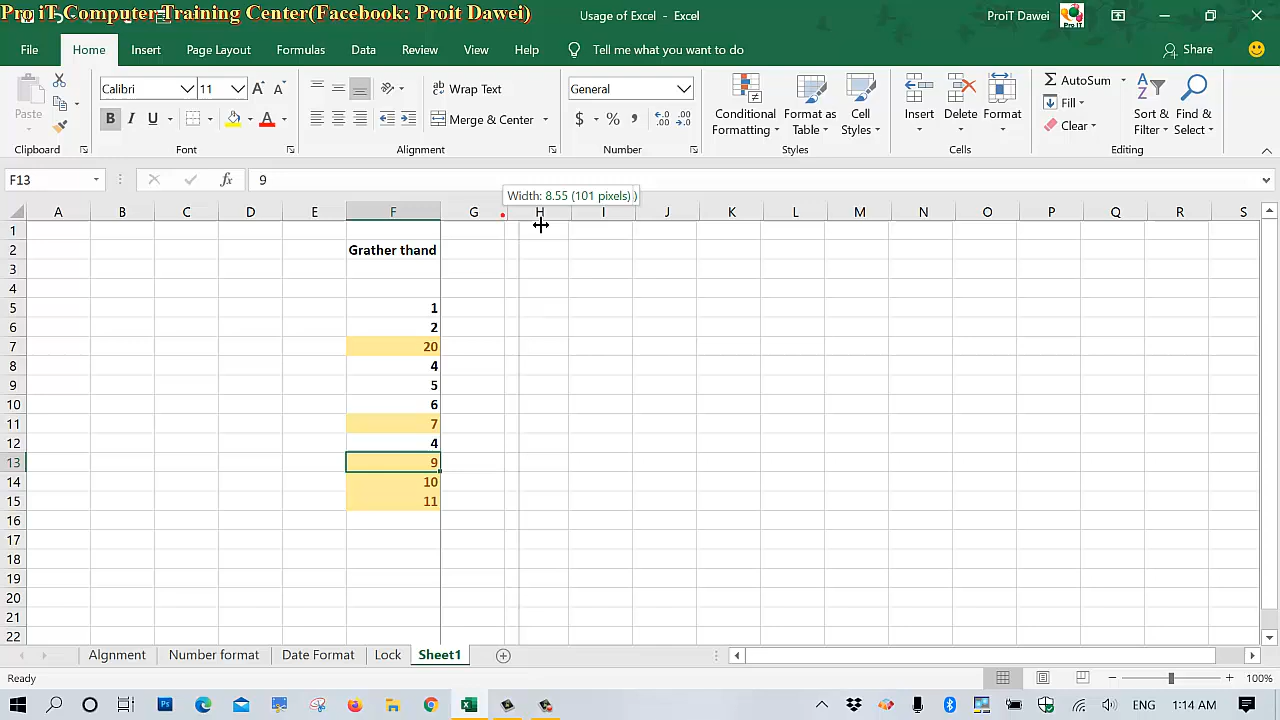 Pro iT Computer Training Center(Facebook: Proit Dawei)
Usage of Excel - Excel
ProiT Dawei
File Home Insert Page Layout Formulas Data Review View Help Tell me what you want to do Share
Paste Calibri 11 Wrap Text General Conditional Formatting Format as Table Cell Styles Insert Delete Format AutoSum Sort & Filter Find & Select
B I U A Merge & Center $ % , Fill Clear
Clipboard Font Alignment Number Styles Cells Editing
F13 fx 9
Width: 8.55 (101 pixels)
A B C D E F G H I J K L M N O P Q R S
1
2 Grather thand
3
4
5 1
6 2
7 20
8 4
9 5
10 6
11 7
12 4
13 9
14 10
15 11
16
17
18
19
20
21
22
Algnment Number format Date Format Lock Sheet1
Ready 100%
ENG 1:14 AM